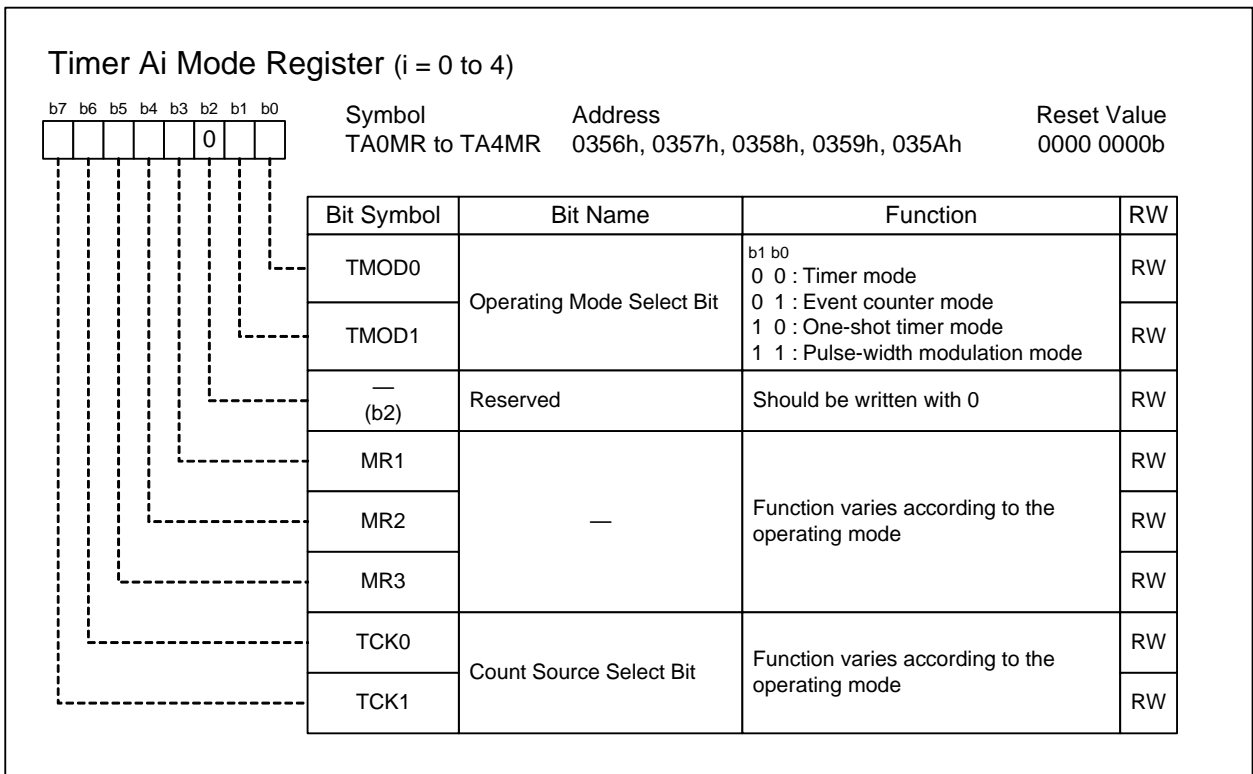 Timer Ai Mode Register (i = 0 to 4)
b7 b6 b5 b4 b3 b2 b1 b0
0
Symbol Address Reset Value
TA0MR to TA4MR 0356h, 0357h, 0358h, 0359h, 035Ah 0000 0000b
Bit Symbol Bit Name Function RW
TMOD0 RW
TMOD1 RW
Operating Mode Select Bit
b1 b0
0 0 : Timer mode
0 1 : Event counter mode
1 0 : One-shot timer mode
1 1 : Pulse-width modulation mode
—
(b2) Reserved Should be written with 0 RW
MR1 RW
MR2 RW
MR3 RW
—
Function varies according to the
operating mode
TCK0 RW
TCK1 RW
Count Source Select Bit
Function varies according to the
operating mode